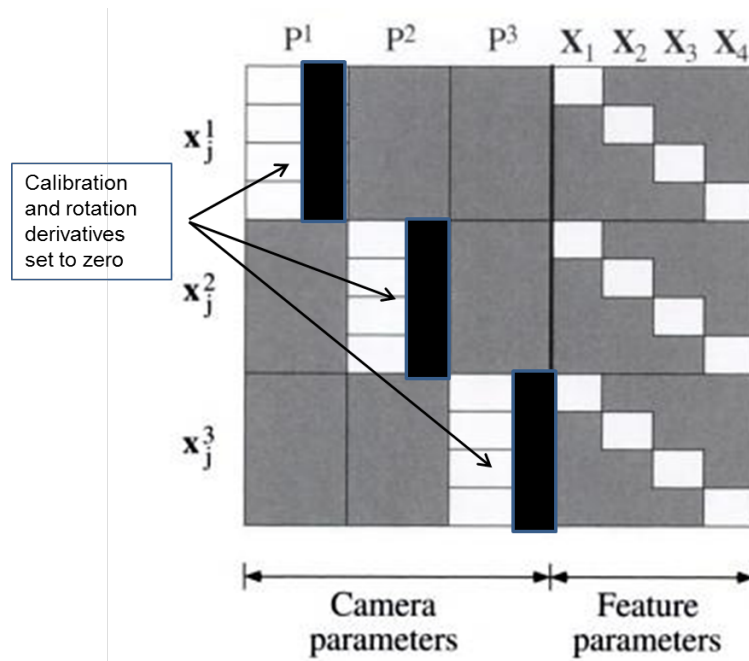 P¹ P² P³ X₁ X₂ X₃ X₄
x¹ⱼ
Calibration
and rotation
derivatives
set to zero
x²ⱼ
x³ⱼ
Camera Feature
parameters parameters